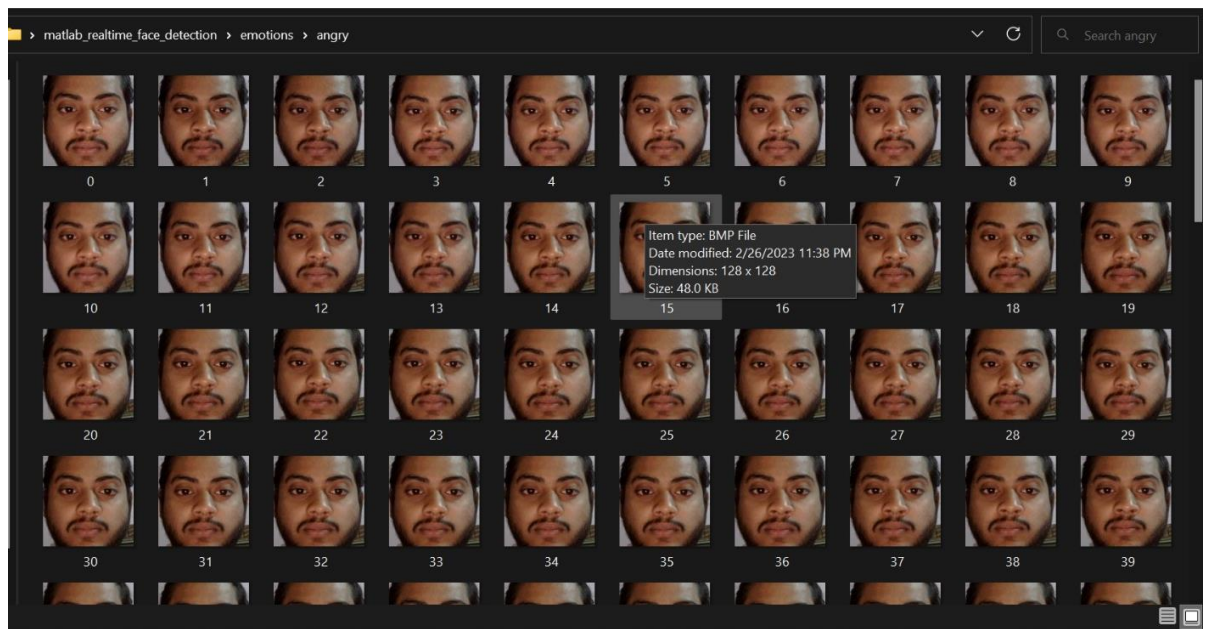 matlab_realtime_face_detection > emotions > angry
Search angry
0 1 2 3 4 5 6 7 8 9
Item type: BMP File
Date modified: 2/26/2023 11:38 PM
Dimensions: 128 x 128
Size: 48.0 KB
10 11 12 13 14 15 16 17 18 19
20 21 22 23 24 25 26 27 28 29
30 31 32 33 34 35 36 37 38 39